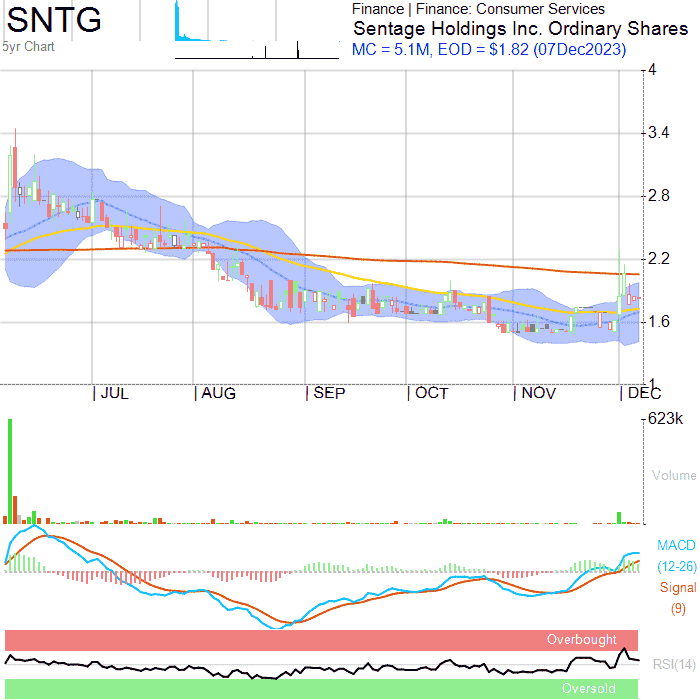 SNTG
5yr Chart
Finance | Finance: Consumer Services
Sentage Holdings Inc. Ordinary Shares
MC = 5.1M, EOD = $1.82 (07Dec2023)
4
3.4
2.8
2.2
1.6
1
JUL AUG SEP OCT NOV DEC
623k
Volume
MACD
(12-26)
Signal
(9)
Overbought
RSI(14)
Oversold